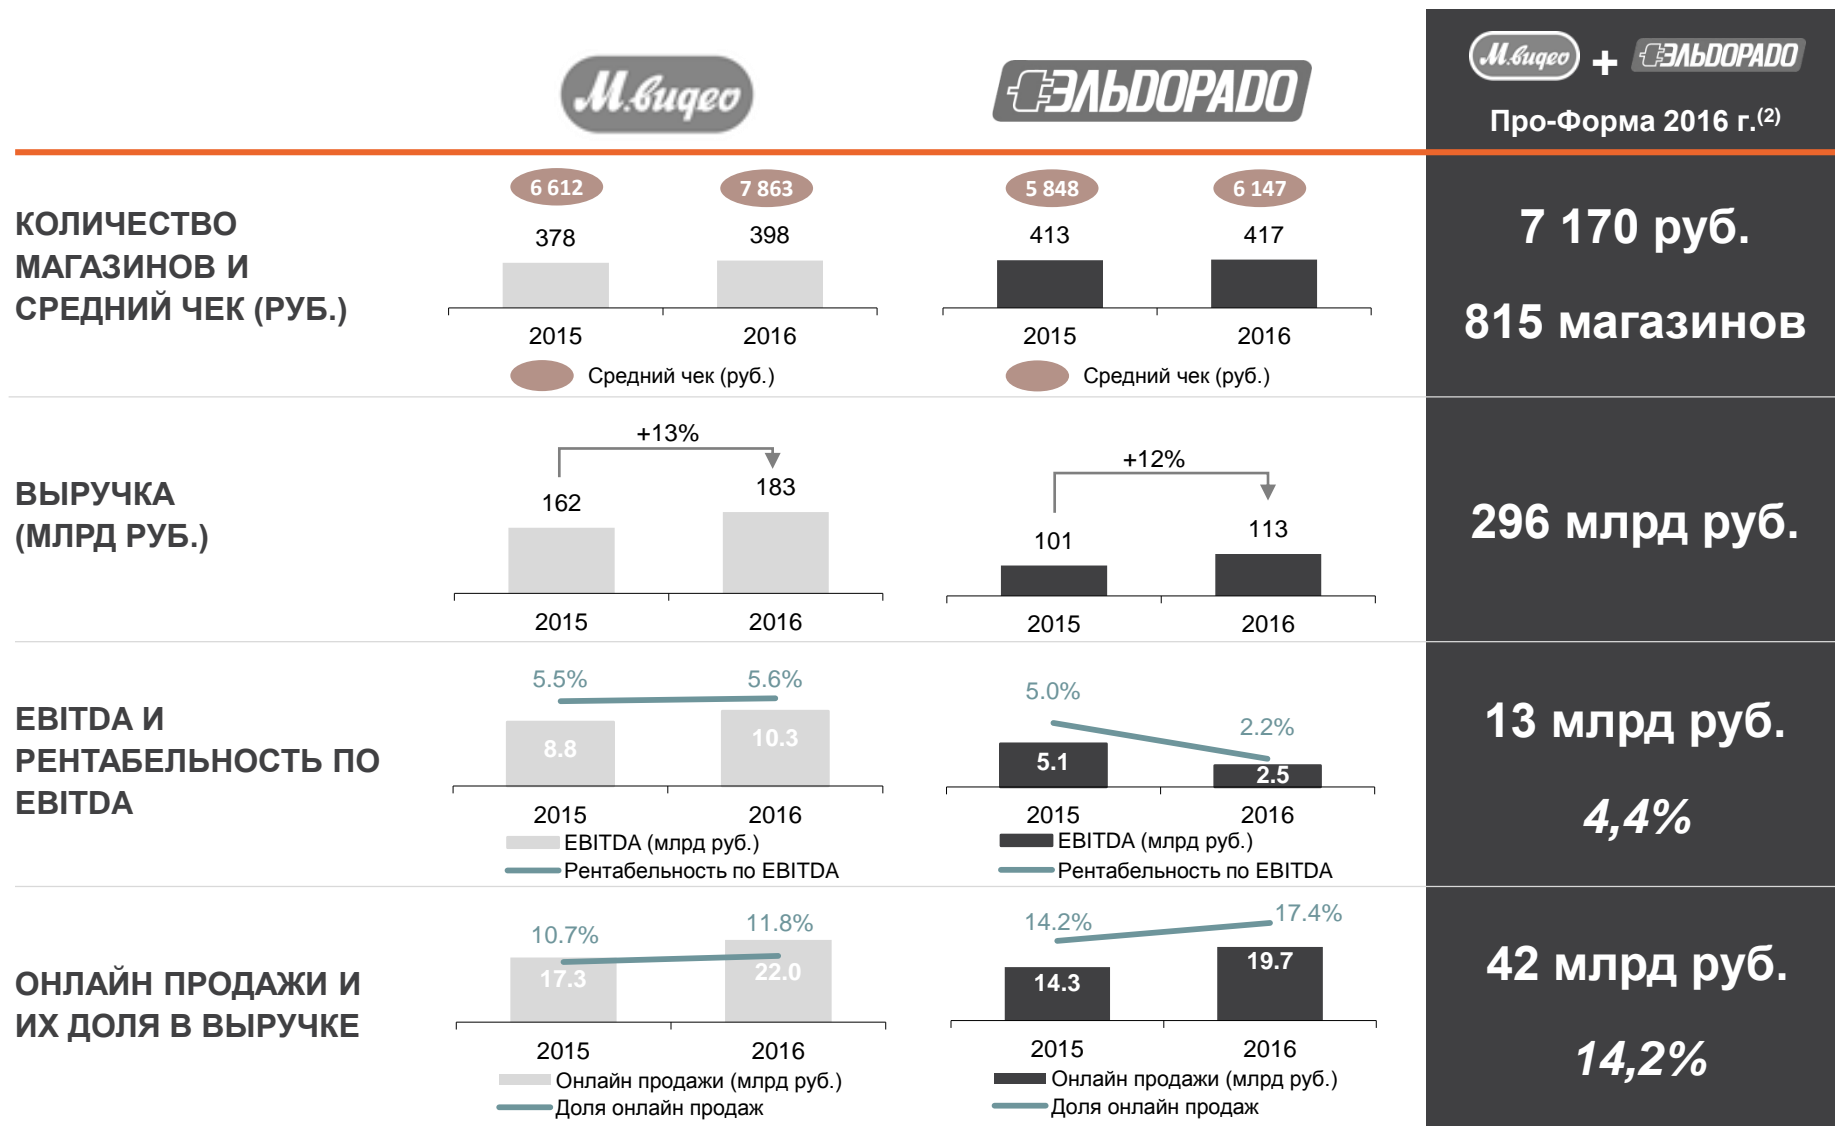 М.видео
ЭЛЬДОРАДО
М.видео + ЭЛЬДОРАДО
Про-Форма 2016 г.(2)
КОЛИЧЕСТВО
МАГАЗИНОВ И
СРЕДНИЙ ЧЕК (РУБ.)
6 612 7 863
378 398
2015 2016
Средний чек (руб.)
5 848 6 147
413 417
2015 2016
Средний чек (руб.)
7 170 руб.
815 магазинов
ВЫРУЧКА
(МЛРД РУБ.)
+13%
162 183
2015 2016
+12%
101 113
2015 2016
296 млрд руб.
EBITDA И
РЕНТАБЕЛЬНОСТЬ ПО
EBITDA
5.5% 5.6%
8.8 10.3
2015 2016
EBITDA (млрд руб.)
Рентабельность по EBITDA
5.0% 2.2%
5.1 2.5
2015 2016
EBITDA (млрд руб.)
Рентабельность по EBITDA
13 млрд руб.
4,4%
ОНЛАЙН ПРОДАЖИ И
ИХ ДОЛЯ В ВЫРУЧКЕ
10.7% 11.8%
17.3 22.0
2015 2016
Онлайн продажи (млрд руб.)
Доля онлайн продаж
14.2% 17.4%
14.3 19.7
2015 2016
Онлайн продажи (млрд руб.)
Доля онлайн продаж
42 млрд руб.
14,2%